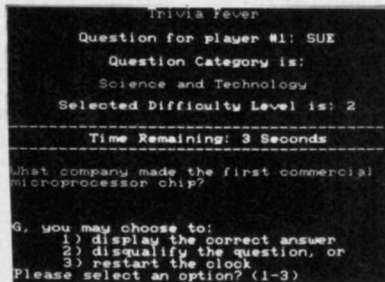 Trivia Fever
Question for player #1: SUE
Question Category is:
Science and Technology
Selected Difficulty Level is: 2
Time Remaining: 3 Seconds
What company made the first commercial
microprocessor chip?
G, you may choose to:
1) display the correct answer
2) disqualify the question, or
3) restart the clock
Please select an option? (1-3)